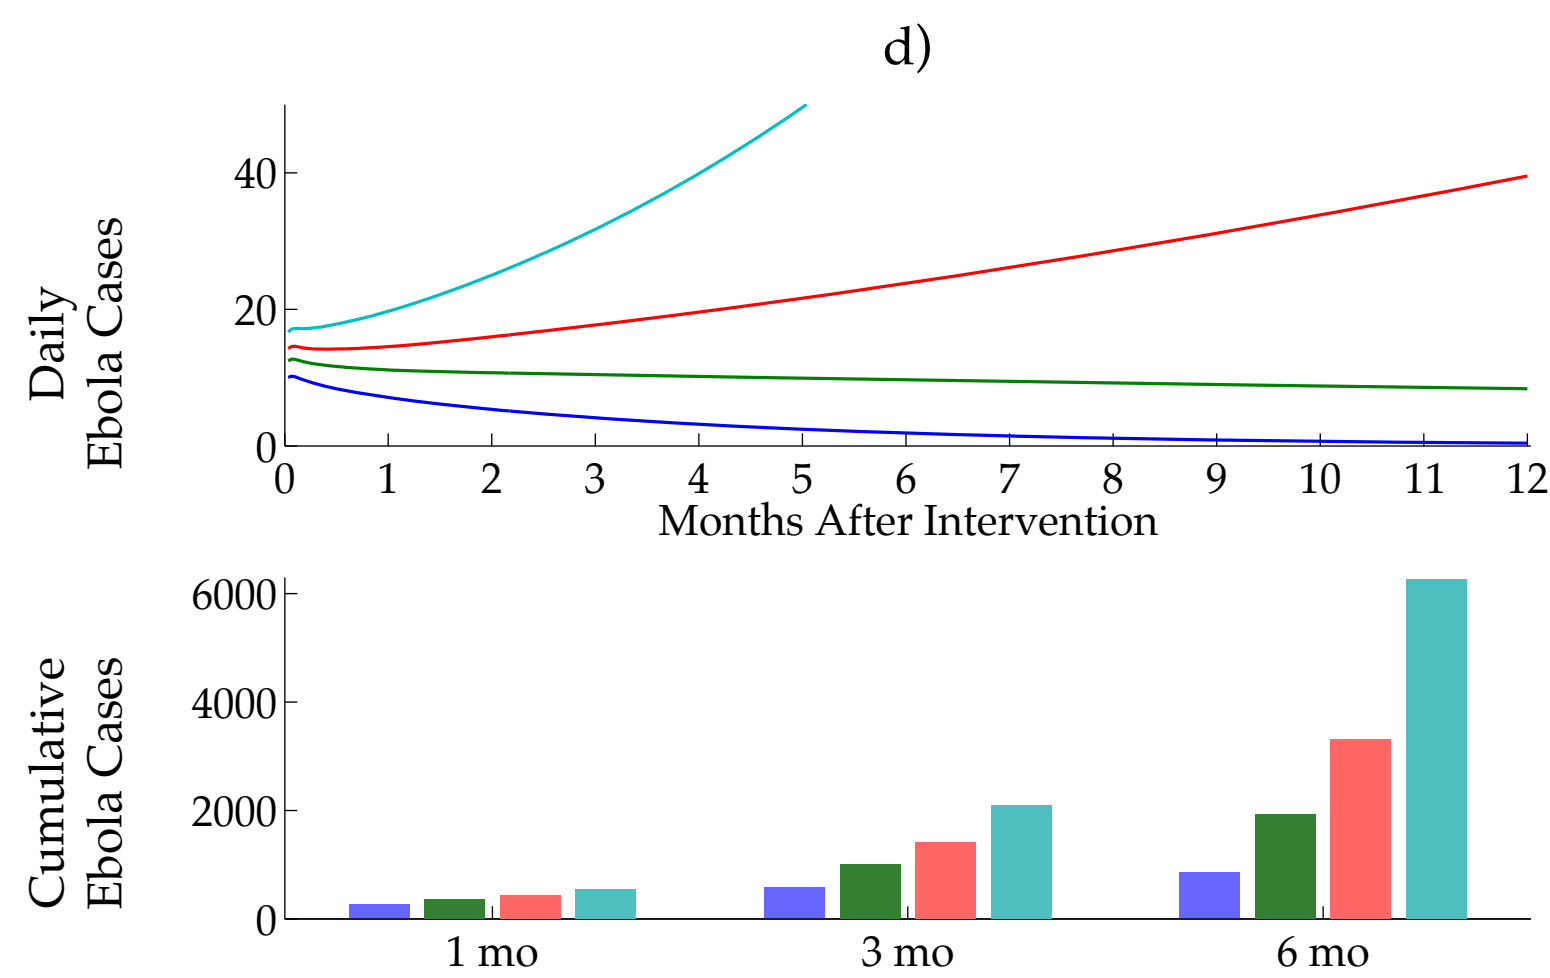 d)
Daily
Ebola Cases
40
20
0
0 1 2 3 4 5 6 7 8 9 10 11 12
Months After Intervention
Cumulative
Ebola Cases
6000
4000
2000
0
1 mo 3 mo 6 mo